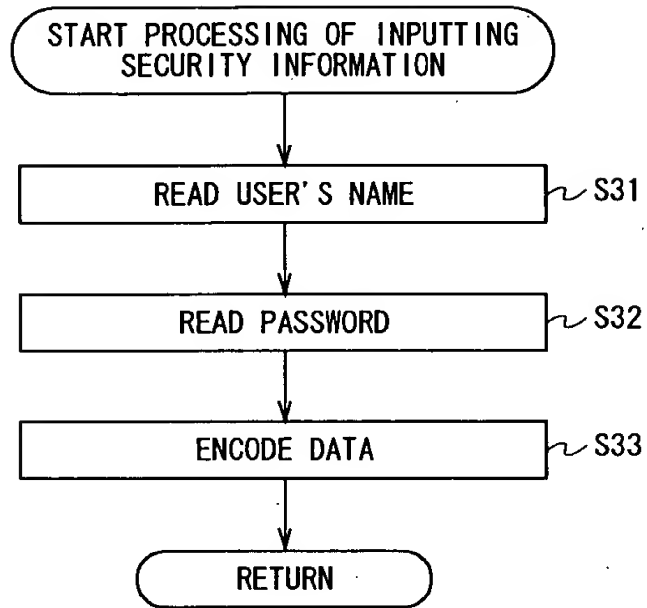 START PROCESSING OF INPUTTING
SECURITY INFORMATION
READ USER'S NAME
S31
READ PASSWORD
S32
ENCODE DATA
S33
RETURN